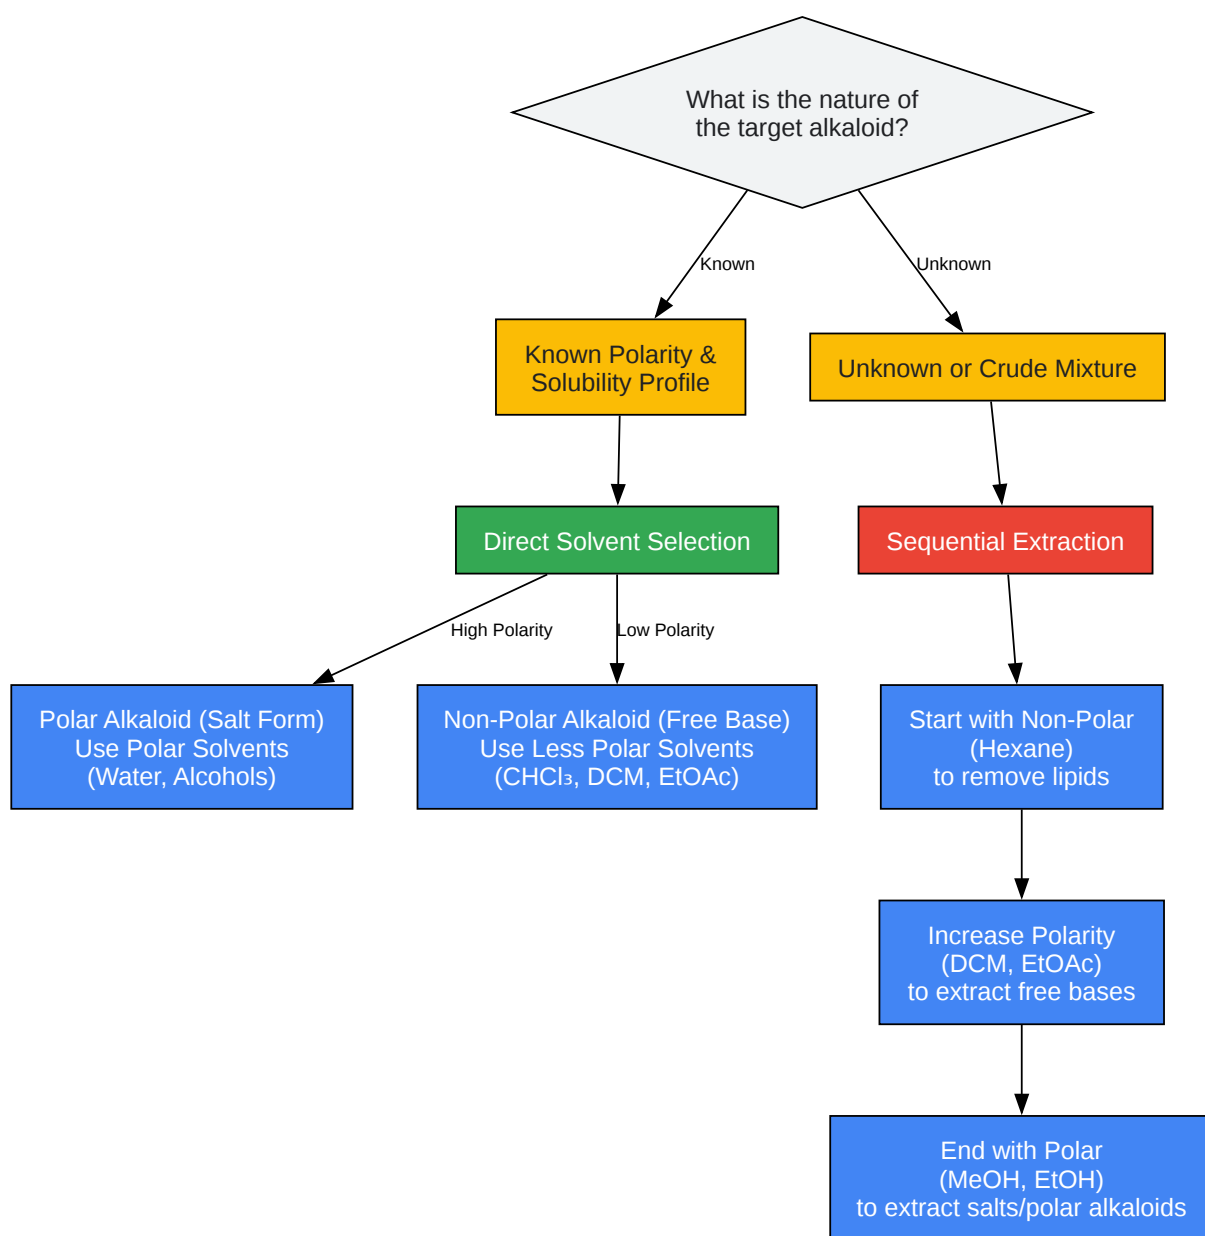 What is the nature of
the target alkaloid?
Known
Unknown
Known Polarity &
Solubility Profile
Unknown or Crude Mixture
Direct Solvent Selection
Sequential Extraction
High Polarity
Low Polarity
Polar Alkaloid (Salt Form)
Use Polar Solvents
(Water, Alcohols)
Non-Polar Alkaloid (Free Base)
Use Less Polar Solvents
(CHCl₃, DCM, EtOAc)
Start with Non-Polar
(Hexane)
to remove lipids
Increase Polarity
(DCM, EtOAc)
to extract free bases
End with Polar
(MeOH, EtOH)
to extract salts/polar alkaloids